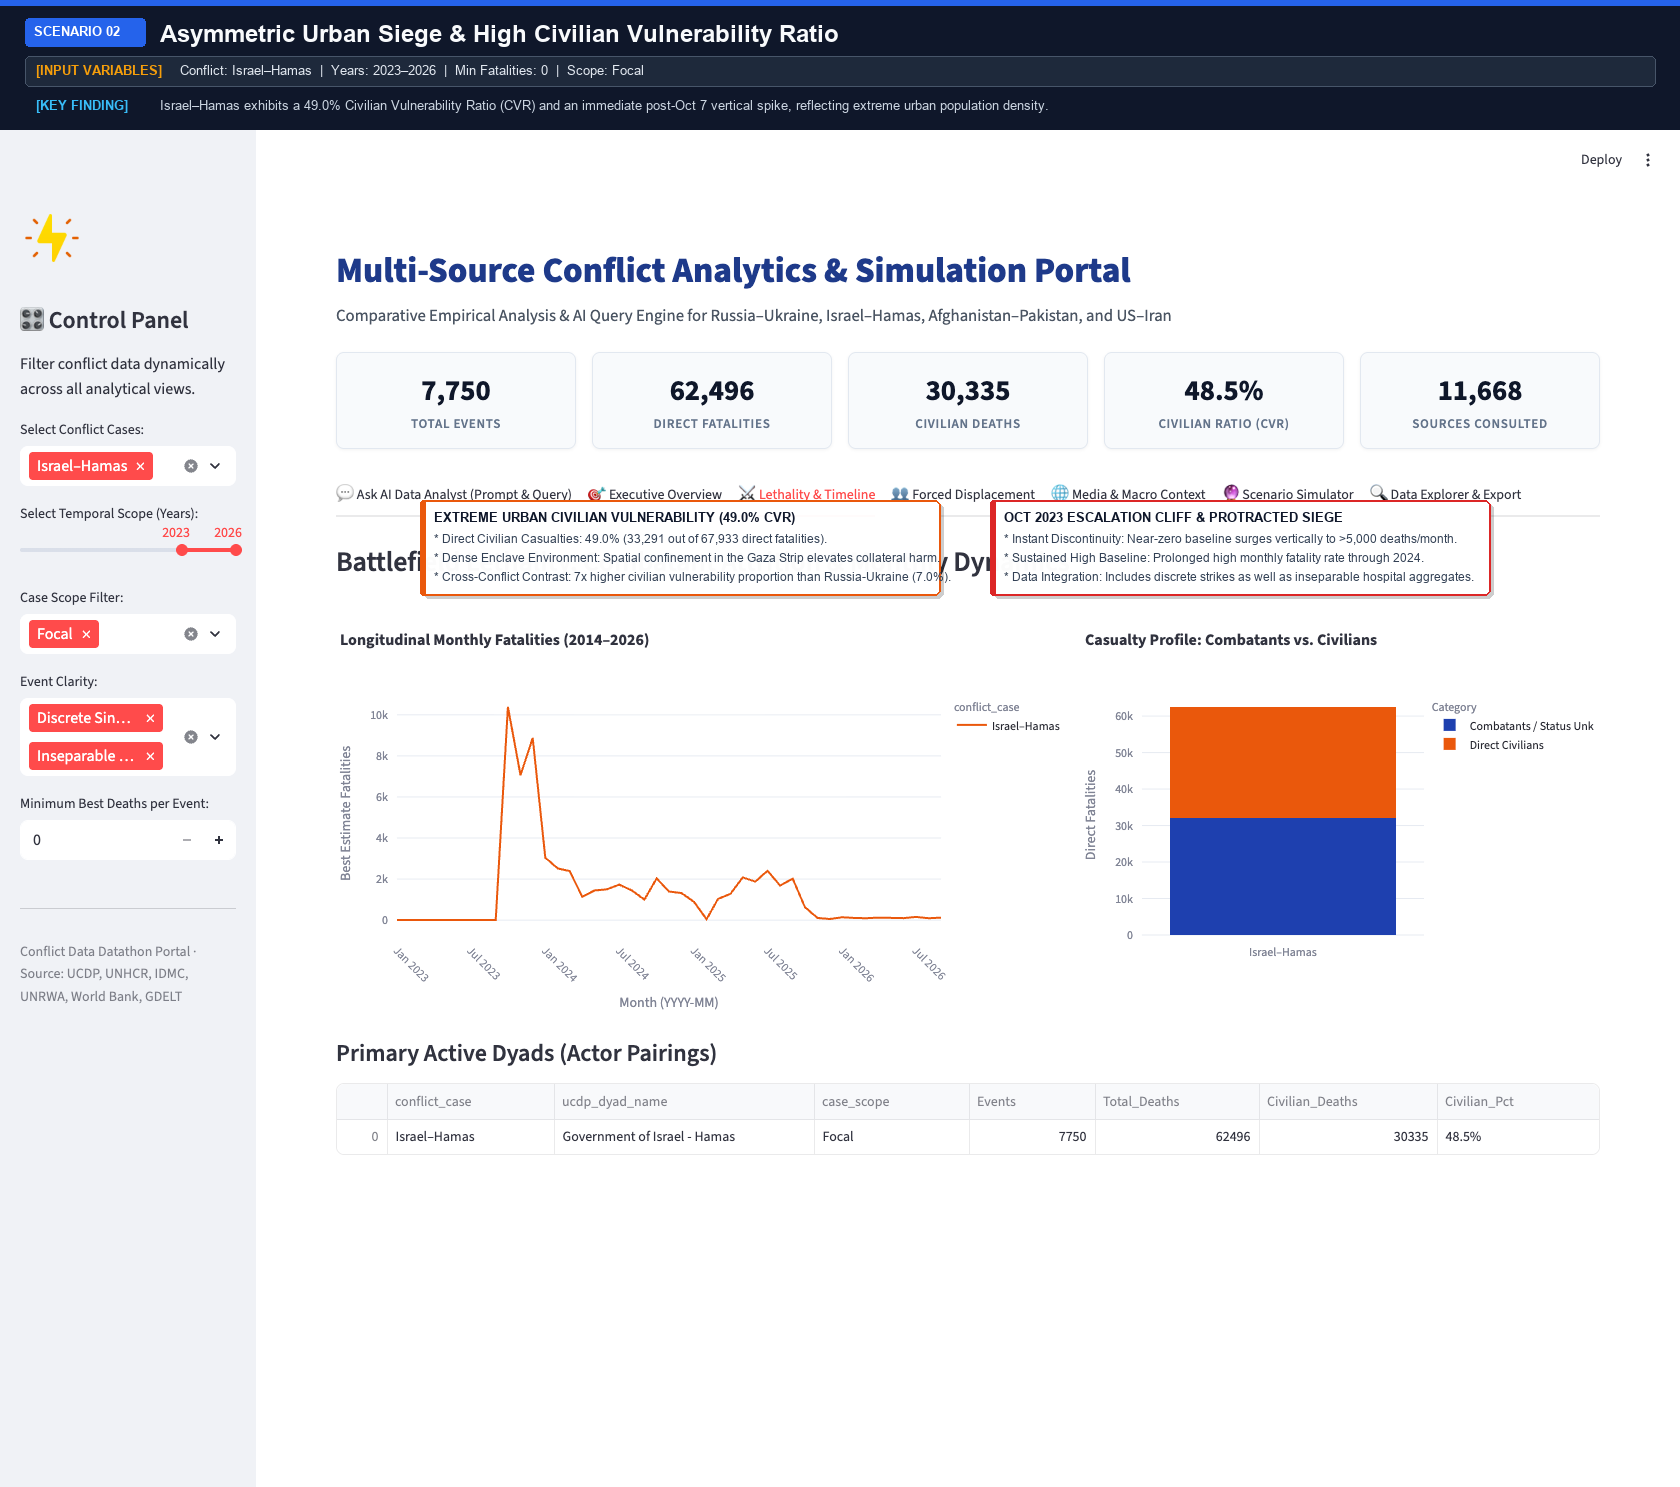 SCENARIO 02
Asymmetric Urban Siege & High Civilian Vulnerability Ratio
[INPUT VARIABLES] Conflict: Israel–Hamas | Years: 2023–2026 | Min Fatalities: 0 | Scope: Focal
[KEY FINDING] Israel–Hamas exhibits a 49.0% Civilian Vulnerability Ratio (CVR) and an immediate post-Oct 7 vertical spike, reflecting extreme urban population density.
Deploy
Control Panel
Filter conflict data dynamically
across all analytical views.
Select Conflict Cases:
Israel–Hamas
Select Temporal Scope (Years):
2023 2026
Case Scope Filter:
Focal
Event Clarity:
Discrete Sin...
Inseparable ...
Minimum Best Deaths per Event:
0
Conflict Data Datathon Portal ·
Source: UCDP, UNHCR, IDMC,
UNRWA, World Bank, GDELT
Multi-Source Conflict Analytics & Simulation Portal
Comparative Empirical Analysis & AI Query Engine for Russia–Ukraine, Israel–Hamas, Afghanistan–Pakistan, and US–Iran
7,750
TOTAL EVENTS
62,496
DIRECT FATALITIES
30,335
CIVILIAN DEATHS
48.5%
CIVILIAN RATIO (CVR)
11,668
SOURCES CONSULTED
Ask AI Data Analyst (Prompt & Query) Executive Overview Lethality & Timeline Forced Displacement Media & Macro Context Scenario Simulator Data Explorer & Export
EXTREME URBAN CIVILIAN VULNERABILITY (49.0% CVR)
* Direct Civilian Casualties: 49.0% (33,291 out of 67,933 direct fatalities).
* Dense Enclave Environment: Spatial confinement in the Gaza Strip elevates collateral harm.
* Cross-Conflict Contrast: 7x higher civilian vulnerability proportion than Russia-Ukraine (7.0%).
OCT 2023 ESCALATION CLIFF & PROTRACTED SIEGE
* Instant Discontinuity: Near-zero baseline surges vertically to >5,000 deaths/month.
* Sustained High Baseline: Prolonged high monthly fatality rate through 2024.
* Data Integration: Includes discrete strikes as well as inseparable hospital aggregates.
Longitudinal Monthly Fatalities (2014–2026)
Best Estimate Fatalities
10k
8k
6k
4k
2k
0
Jan 2023
Jul 2023
Jan 2024
Jul 2024
Jan 2025
Jul 2025
Jan 2026
Jul 2026
Month (YYYY-MM)
conflict_case
Israel–Hamas
Casualty Profile: Combatants vs. Civilians
Direct Fatalities
60k
50k
40k
30k
20k
10k
0
Israel–Hamas
Category
Combatants / Status Unk
Direct Civilians
Primary Active Dyads (Actor Pairings)
conflict_case ucdp_dyad_name case_scope Events Total_Deaths Civilian_Deaths Civilian_Pct
0 Israel–Hamas Government of Israel - Hamas Focal 7750 62496 30335 48.5%